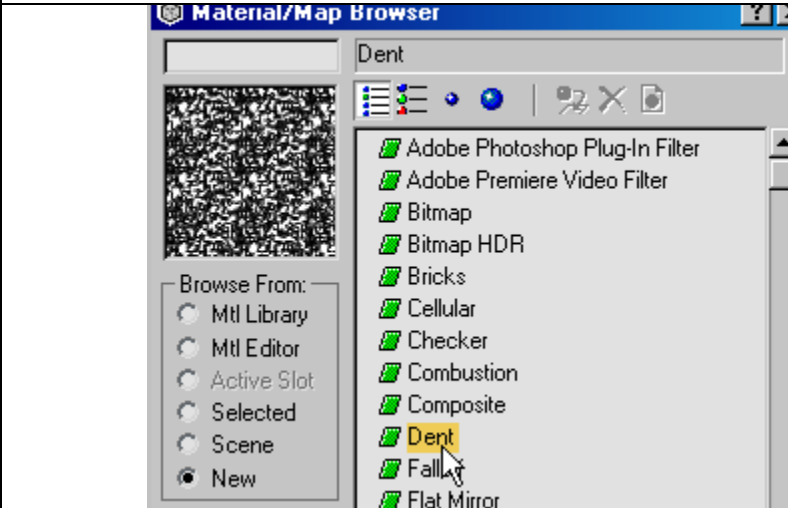 Material/Map Browser
Dent
Adobe Photoshop Plug-In Filter
Adobe Premiere Video Filter
Bitmap
Bitmap HDR
Bricks
Cellular
Checker
Combustion
Composite
Dent
Flat Mirror
Browse From:
Mtl Library
Mtl Editor
Active Slot
Selected
Scene
New